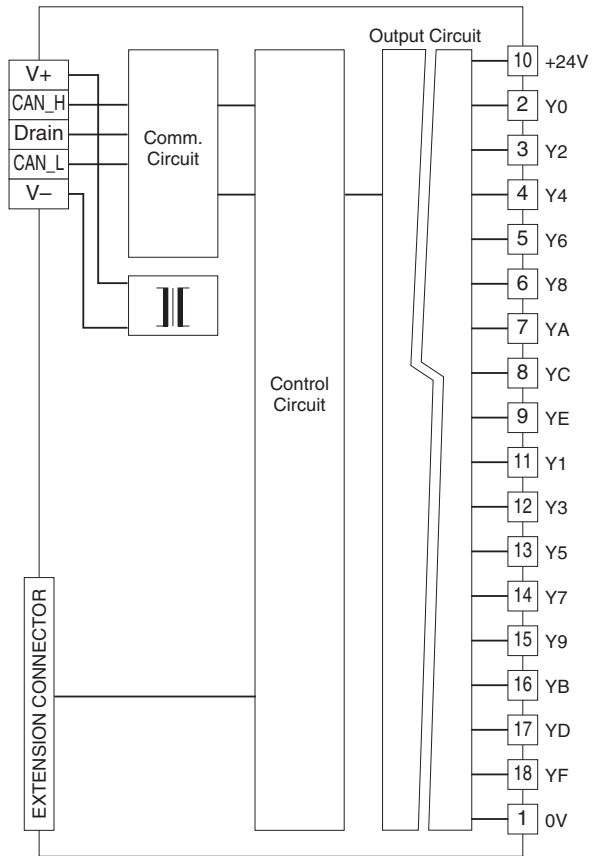 Output Circuit
V+
CAN_H
Drain
CAN_L
V–
Comm.
Circuit
Control
Circuit
EXTENSION CONNECTOR
10 +24V
2 Y0
3 Y2
4 Y4
5 Y6
6 Y8
7 YA
8 YC
9 YE
11 Y1
12 Y3
13 Y5
14 Y7
15 Y9
16 YB
17 YD
18 YF
1 0V